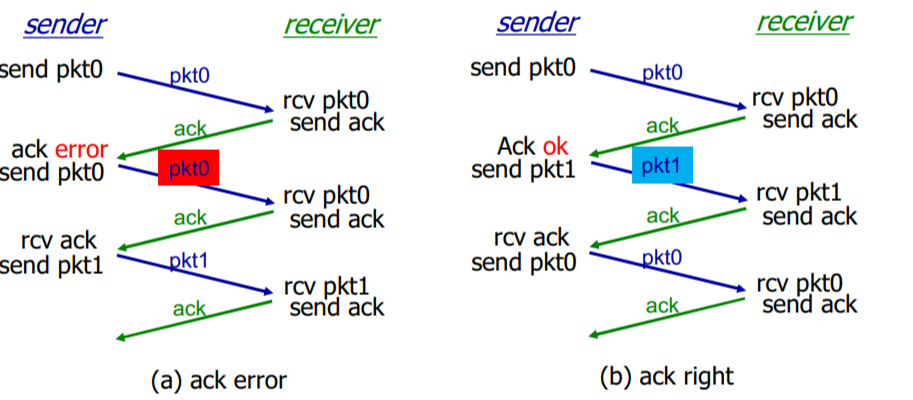 sender
receiver
send pkt0
pkt0
rcv pkt0
send ack
ack
ack error
send pkt0
pkt0
rcv pkt0
send ack
ack
rcv ack
send pkt1
pkt1
rcv pkt1
send ack
ack
(a) ack error
sender
receiver
send pkt0
pkt0
rcv pkt0
send ack
ack
Ack ok
send pkt1
pkt1
rcv pkt1
send ack
ack
rcv ack
send pkt0
pkt0
rcv pkt0
send ack
ack
(b) ack right